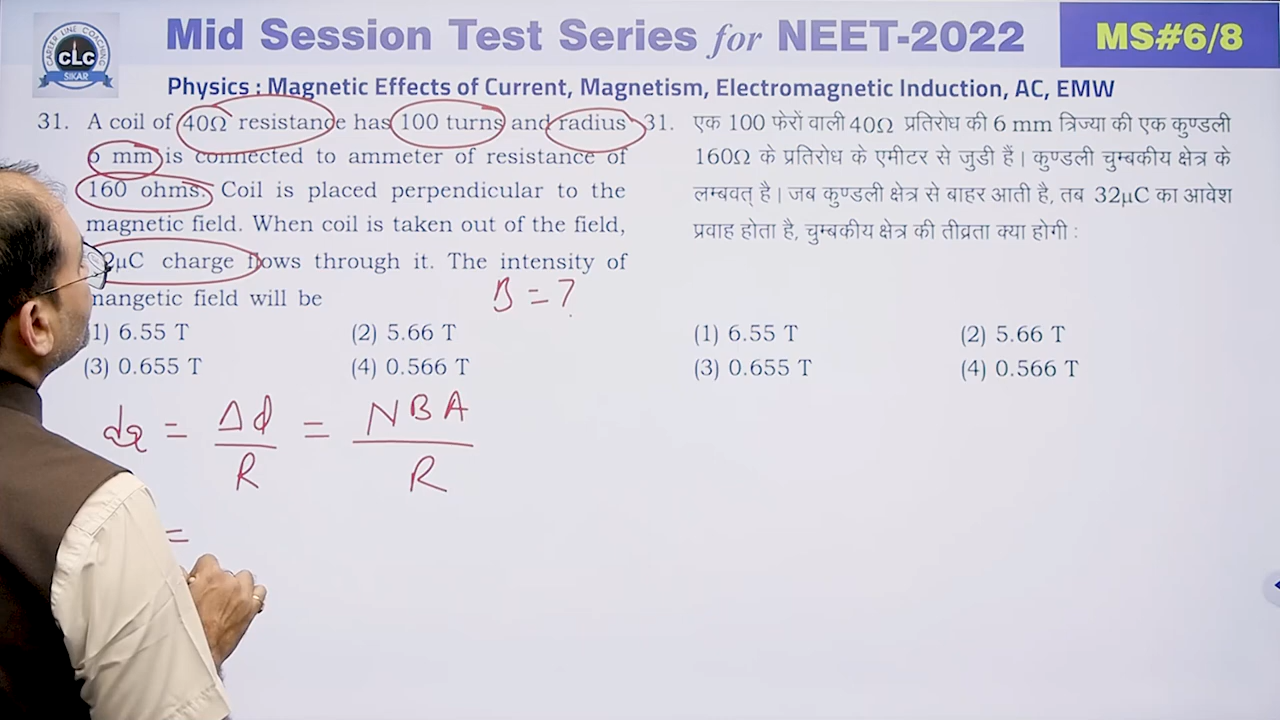 CAREER LINE COACHING
CLC
SIKAR
Mid Session Test Series for NEET-2022
MS#6/8
Physics : Magnetic Effects of Current, Magnetism, Electromagnetic Induction, AC, EMW
31. A coil of 40Ω resistance has 100 turns and radius
6 mm is connected to ammeter of resistance of
160 ohms. Coil is placed perpendicular to the
magnetic field. When coil is taken out of the field,
2μC charge flows through it. The intensity of
mangetic field will be
(1) 6.55 T (2) 5.66 T
(3) 0.655 T (4) 0.566 T
B = ?
dq = Δϕ/R = NBA/R
=
31. एक 100 फेरों वाली 40Ω प्रतिरोध की 6 mm त्रिज्या की एक कुण्डली
160Ω के प्रतिरोध के एमीटर से जुडी हैं। कुण्डली चुम्बकीय क्षेत्र के
लम्बवत् है। जब कुण्डली क्षेत्र से बाहर आती है, तब 32μC का आवेश
प्रवाह होता है, चुम्बकीय क्षेत्र की तीव्रता क्या होगी :
(1) 6.55 T (2) 5.66 T
(3) 0.655 T (4) 0.566 T